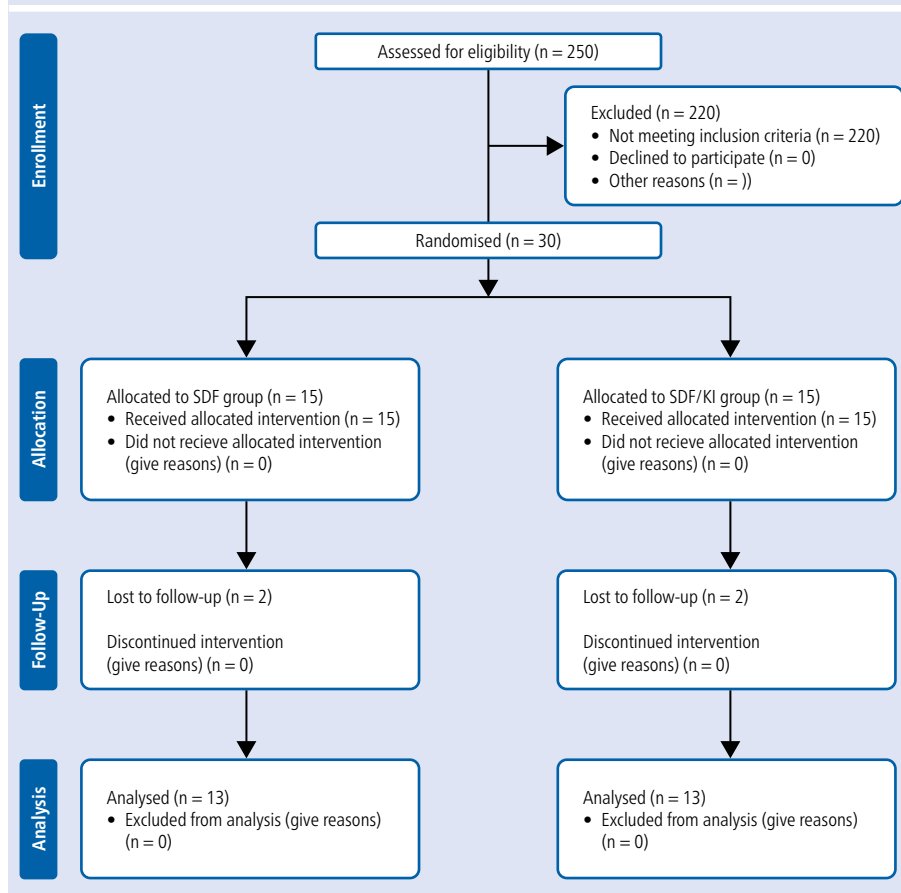 Enrollment
Assessed for eligibility (n = 250)
Excluded (n = 220)
• Not meeting inclusion criteria (n = 220)
• Declined to participate (n = 0)
• Other reasons (n = ))
Randomised (n = 30)
Allocation
Allocated to SDF group (n = 15)
• Received allocated intervention (n = 15)
• Did not recieve allocated intervention
(give reasons) (n = 0)
Allocated to SDF/KI group (n = 15)
• Received allocated intervention (n = 15)
• Did not recieve allocated intervention
(give reasons) (n = 0)
Follow-Up
Lost to follow-up (n = 2)
Discontinued intervention
(give reasons) (n = 0)
Lost to follow-up (n = 2)
Discontinued intervention
(give reasons) (n = 0)
Analysis
Analysed (n = 13)
• Excluded from analysis (give reasons)
(n = 0)
Analysed (n = 13)
• Excluded from analysis (give reasons)
(n = 0)